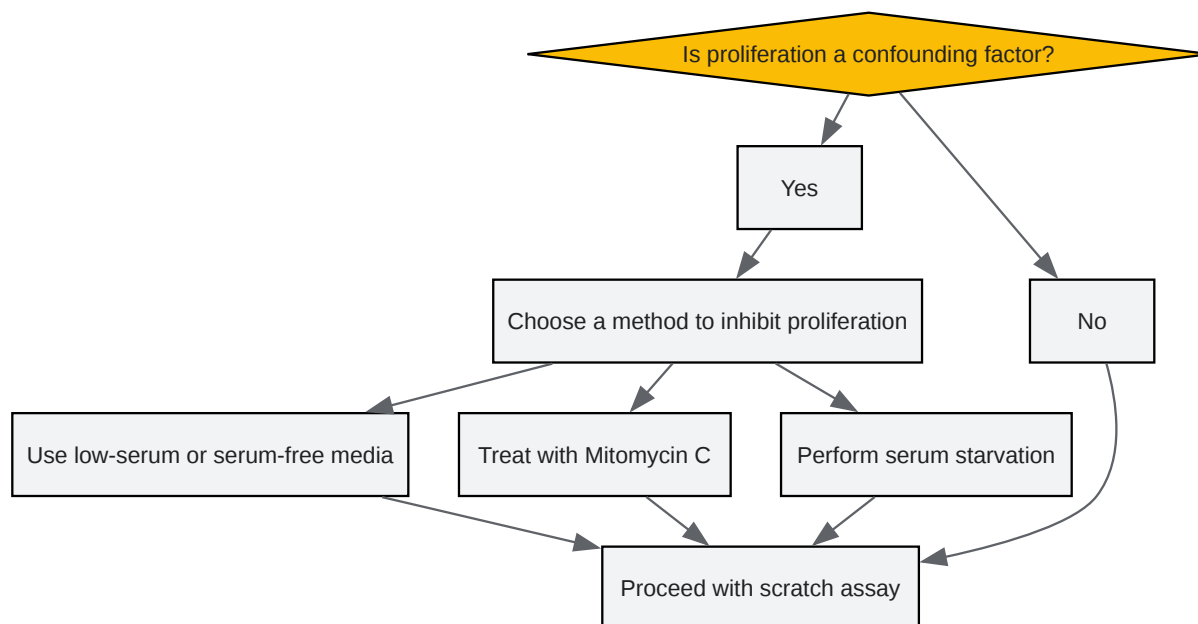 Is proliferation a confounding factor?
Yes
Choose a method to inhibit proliferation
No
Use low-serum or serum-free media
Treat with Mitomycin C
Perform serum starvation
Proceed with scratch assay